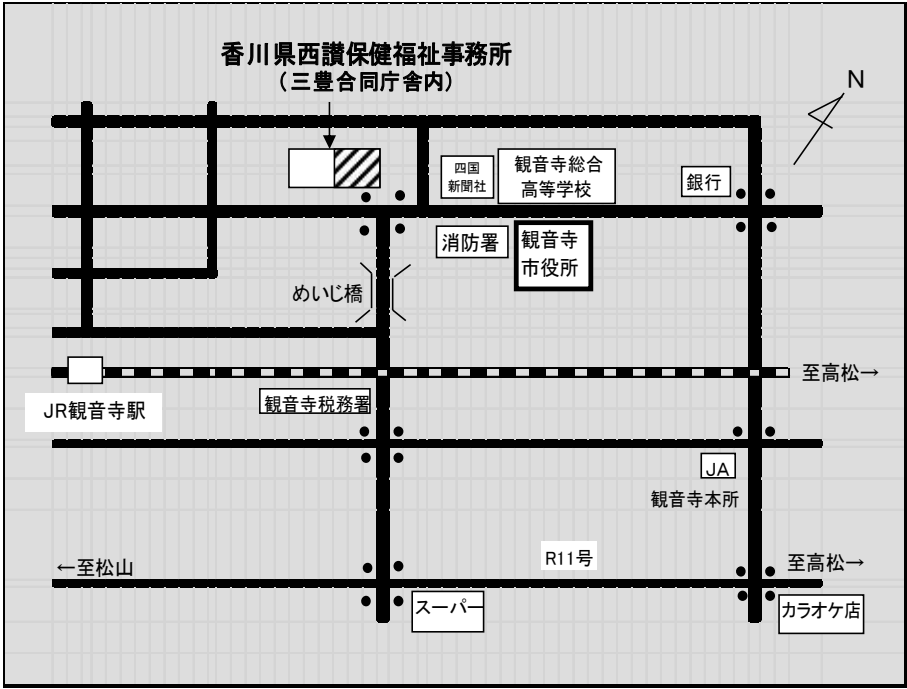 香川県西讃保健福祉事務所
(三豊合同庁舎内)
N
四国
新聞社
観音寺総合
高等学校
銀行
消防署
観音寺
市役所
めいじ橋
至高松→
JR観音寺駅
観音寺税務署
JA
観音寺本所
←至松山
R11号
至高松→
スーパー
カラオケ店